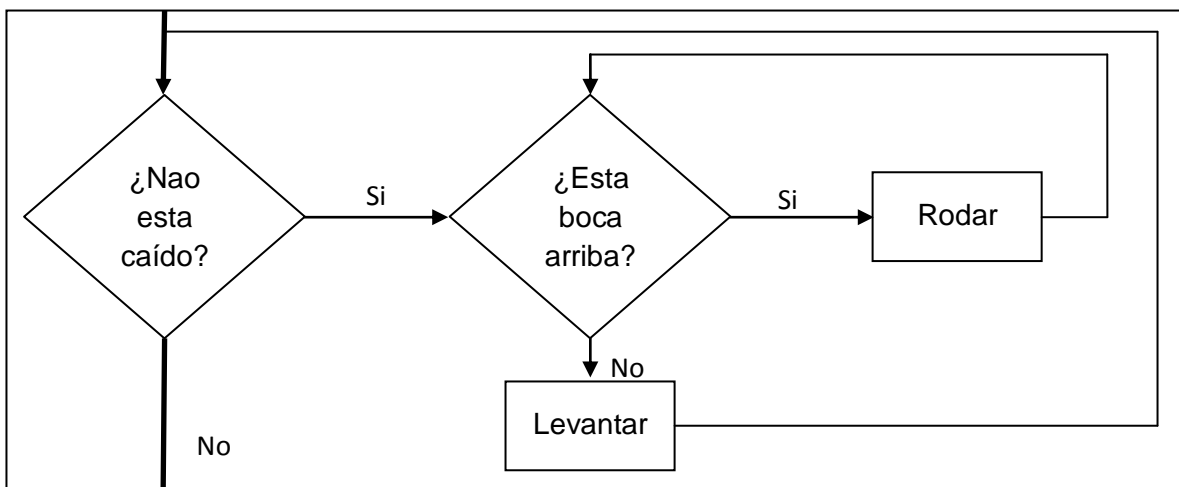 ¿Nao
esta
caído?
Si
¿Esta
boca
arriba?
Si
Rodar
No
Levantar
No